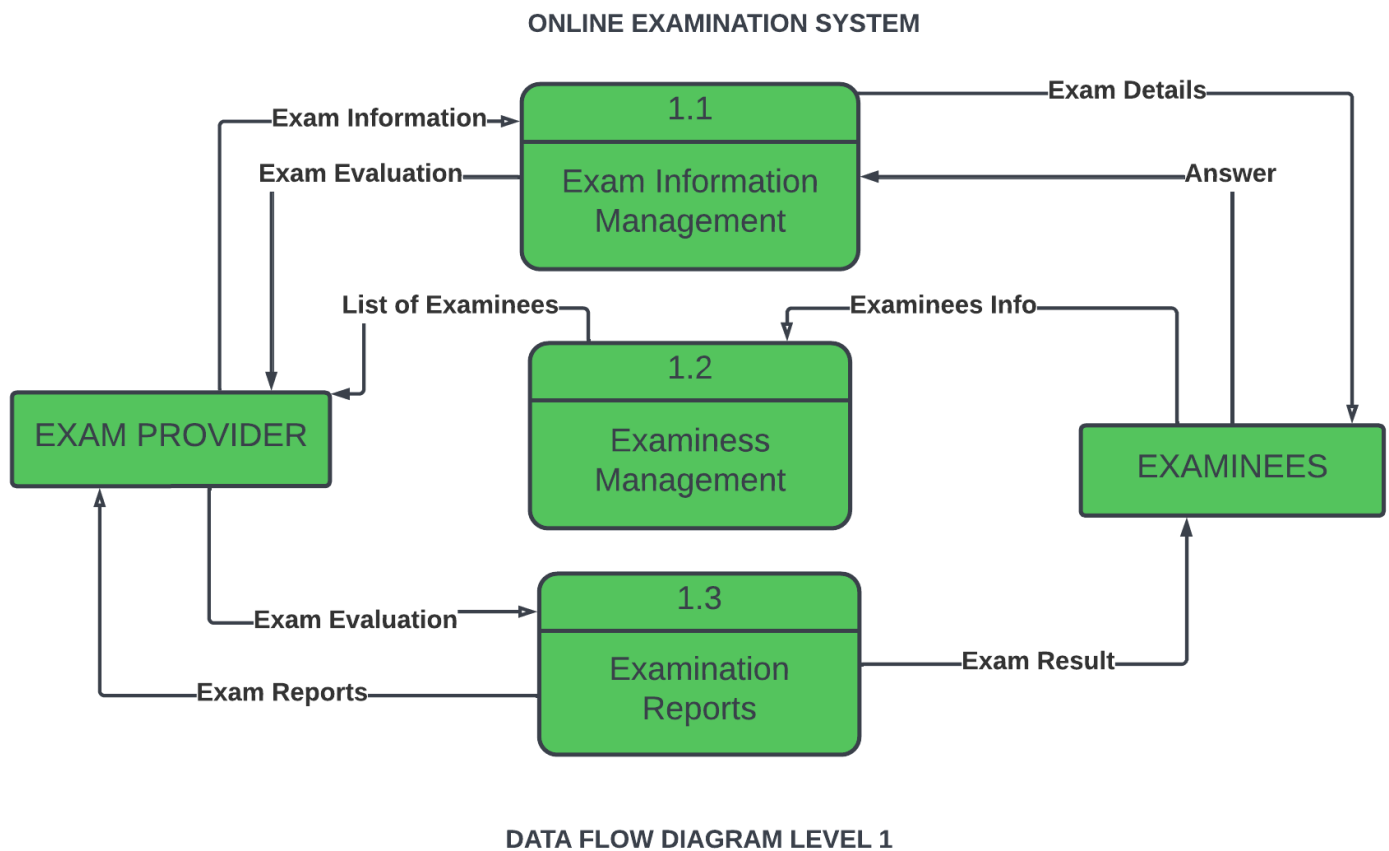 ONLINE EXAMINATION SYSTEM
1.1
Exam Details
Exam Information
Exam Evaluation
Exam Information
Management
Answer
List of Examinees
Examinees Info
1.2
EXAM PROVIDER
Examiness
Management
EXAMINEES
1.3
Exam Evaluation
Examination
Reports
Exam Result
Exam Reports
DATA FLOW DIAGRAM LEVEL 1